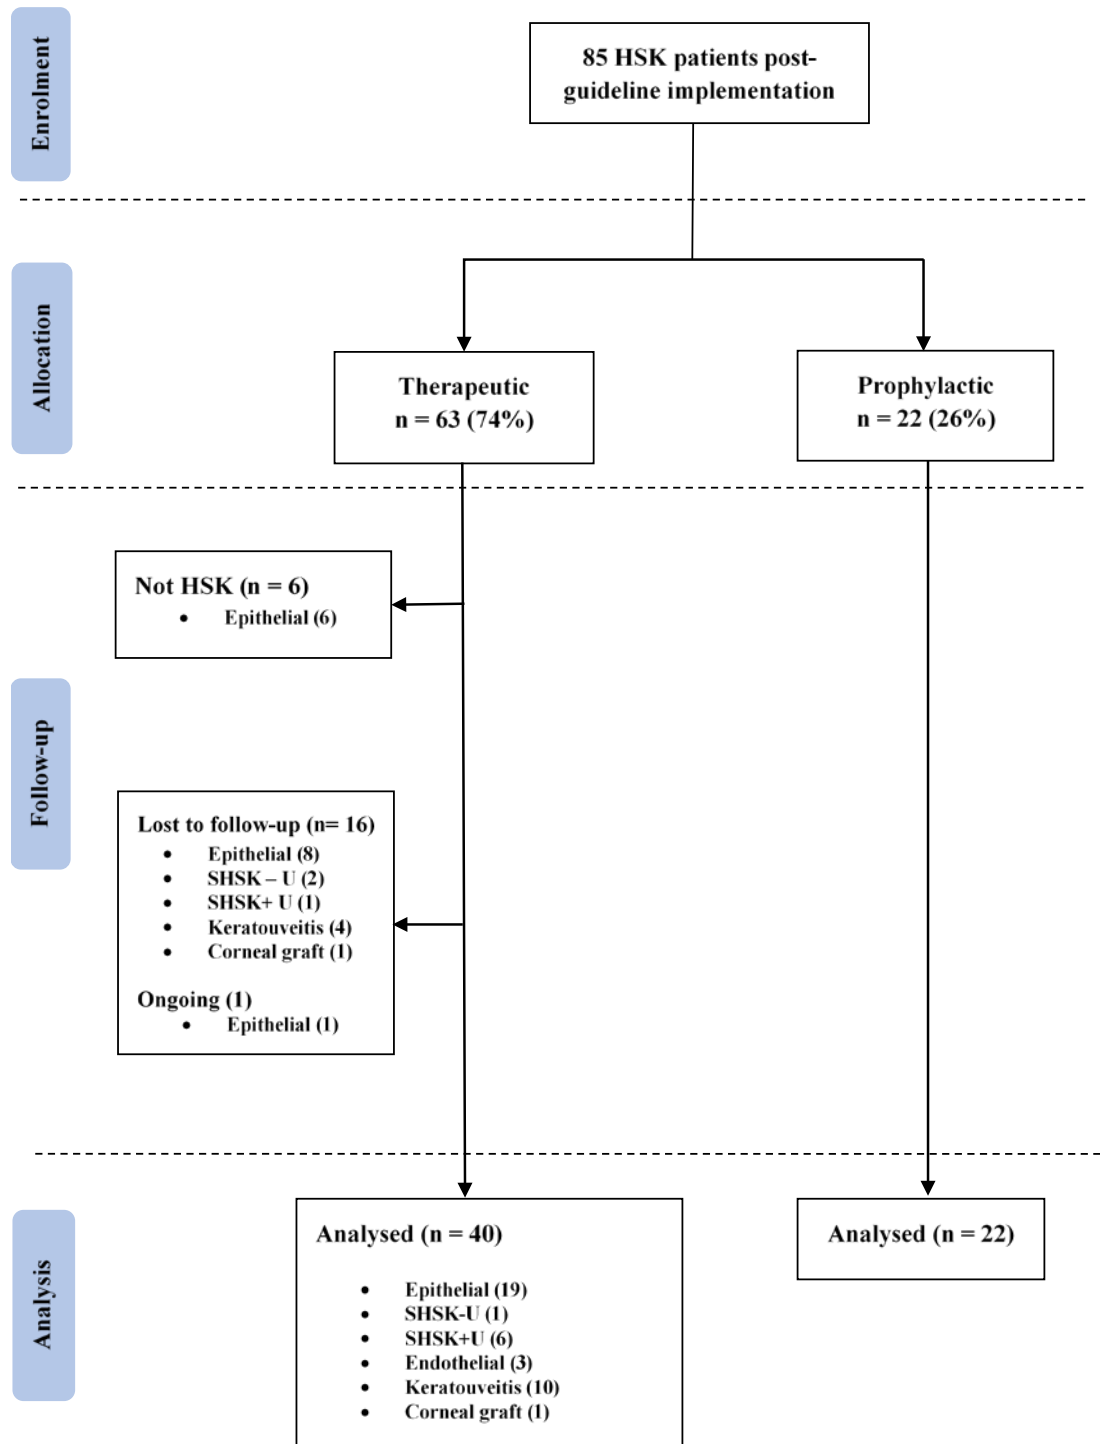 Enrolment
85 HSK patients post-
guideline implementation
Allocation
Therapeutic
n = 63 (74%)
Prophylactic
n = 22 (26%)
Follow-up
Not HSK (n = 6)
• Epithelial (6)
Lost to follow-up (n= 16)
• Epithelial (8)
• SHSK – U (2)
• SHSK+ U (1)
• Keratouveitis (4)
• Corneal graft (1)
Ongoing (1)
• Epithelial (1)
Analysis
Analysed (n = 40)
• Epithelial (19)
• SHSK-U (1)
• SHSK+U (6)
• Endothelial (3)
• Keratouveitis (10)
• Corneal graft (1)
Analysed (n = 22)